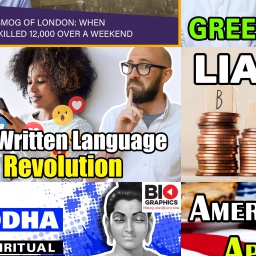 SMOG OF LONDON: WHEN
KILLED 12,000 OVER A WEEKEND
GREE
LIA
B
Written Language
Revolution
BIO
GRAPHICS
DDHA
IRITUAL
AMER
AP